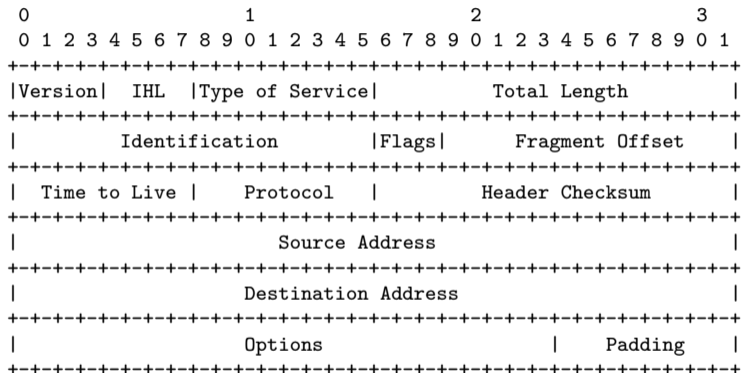 0                   1                   2                   3
 0 1 2 3 4 5 6 7 8 9 0 1 2 3 4 5 6 7 8 9 0 1 2 3 4 5 6 7 8 9 0 1
+-+-+-+-+-+-+-+-+-+-+-+-+-+-+-+-+-+-+-+-+-+-+-+-+-+-+-+-+-+-+-+-+
|Version|  IHL  |Type of Service|          Total Length         |
+-+-+-+-+-+-+-+-+-+-+-+-+-+-+-+-+-+-+-+-+-+-+-+-+-+-+-+-+-+-+-+-+
|         Identification        |Flags|      Fragment Offset    |
+-+-+-+-+-+-+-+-+-+-+-+-+-+-+-+-+-+-+-+-+-+-+-+-+-+-+-+-+-+-+-+-+
|  Time to Live |    Protocol   |         Header Checksum       |
+-+-+-+-+-+-+-+-+-+-+-+-+-+-+-+-+-+-+-+-+-+-+-+-+-+-+-+-+-+-+-+-+
|                       Source Address                          |
+-+-+-+-+-+-+-+-+-+-+-+-+-+-+-+-+-+-+-+-+-+-+-+-+-+-+-+-+-+-+-+-+
|                    Destination Address                        |
+-+-+-+-+-+-+-+-+-+-+-+-+-+-+-+-+-+-+-+-+-+-+-+-+-+-+-+-+-+-+-+-+
|                    Options                    |    Padding    |
+-+-+-+-+-+-+-+-+-+-+-+-+-+-+-+-+-+-+-+-+-+-+-+-+-+-+-+-+-+-+-+-+